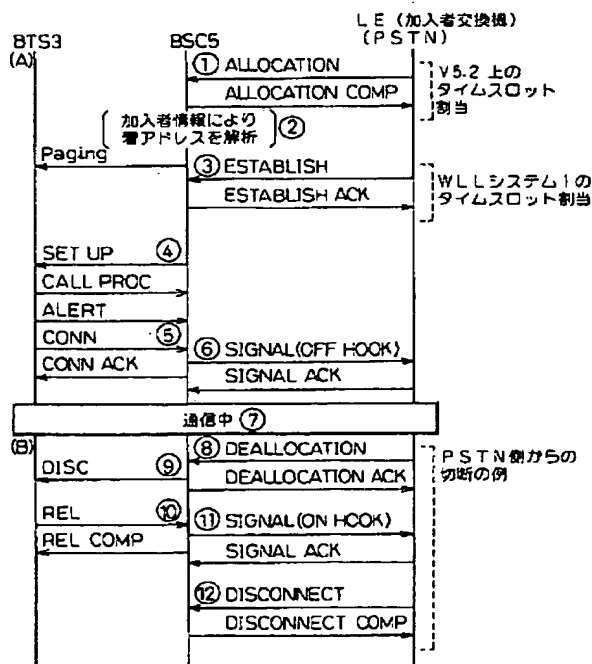 LE (加入者交換機)
BTS3 BSC5 (PSTN)
(A)
① ALLOCATION
ALLOCATION COMP
V5.2 上の
タイムスロット
割当
加入者情報により
着アドレスを解析 ②
Paging
③ ESTABLISH
ESTABLISH ACK
WLLシステム1の
タイムスロット割当
SET UP ④
CALL PROC
ALERT
CONN ⑤
⑥ SIGNAL(OFF HOOK)
CONN ACK
SIGNAL ACK
通信中 ⑦
(B)
⑧ DEALLOCATION
PSTN側からの
切断の例
DISC ⑨
DEALLOCATION ACK
REL ⑩
⑪ SIGNAL(ON HOOK)
REL COMP
SIGNAL ACK
⑫ DISCONNECT
DISCONNECT COMP